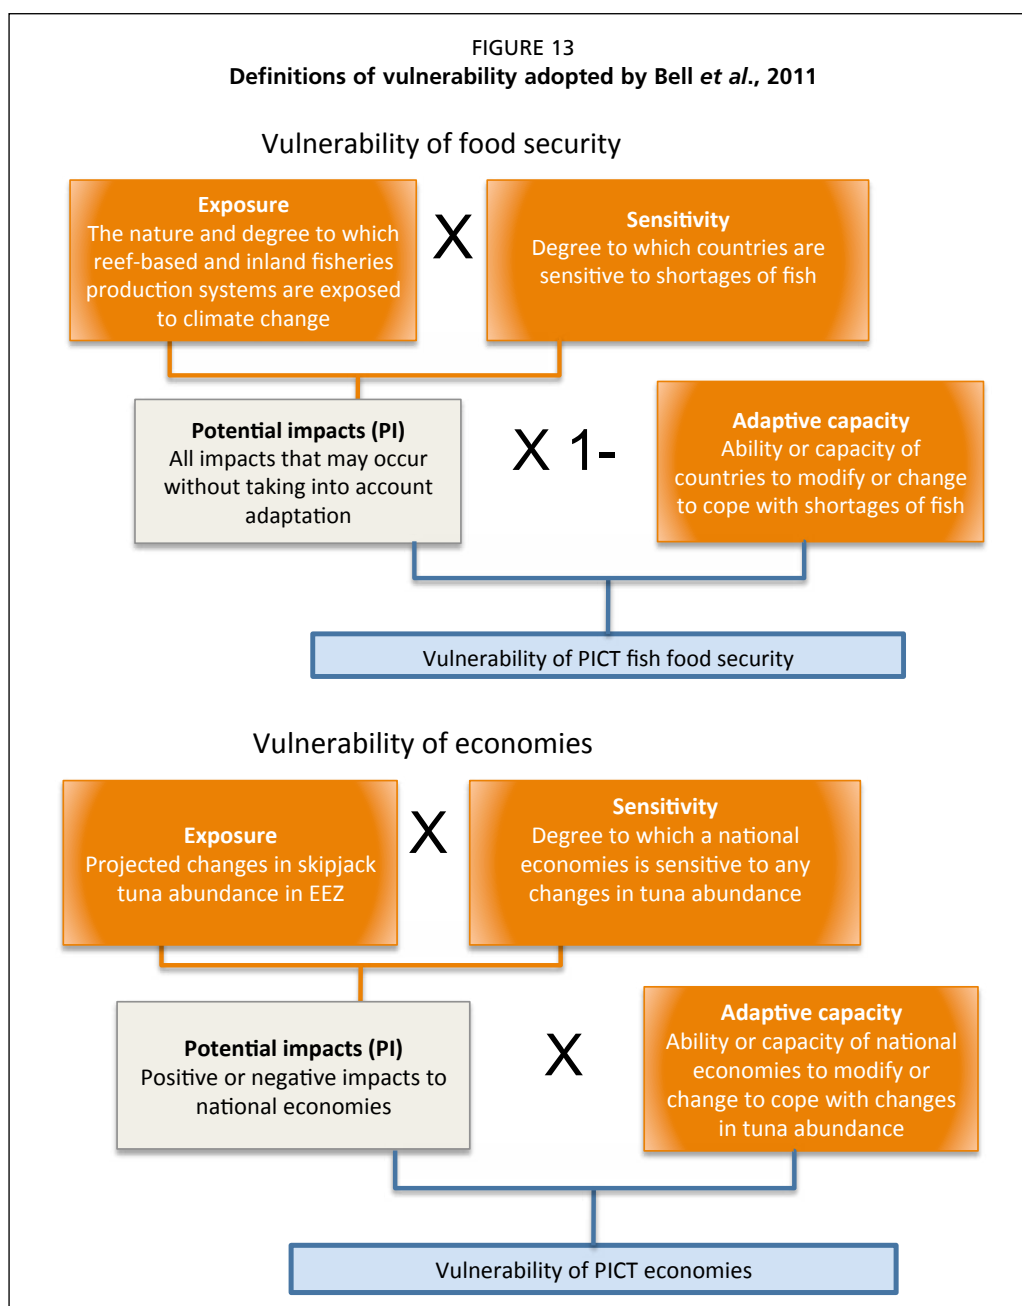 FIGURE 13
Definitions of vulnerability adopted by Bell et al., 2011
Vulnerability of food security
Exposure
The nature and degree to which
reef-based and inland fisheries
production systems are exposed
to climate change
X
Sensitivity
Degree to which countries are
sensitive to shortages of fish
Potential impacts (PI)
All impacts that may occur
without taking into account
adaptation
X 1-
Adaptive capacity
Ability or capacity of
countries to modify or change
to cope with shortages of fish
Vulnerability of PICT fish food security
Vulnerability of economies
Exposure
Projected changes in skipjack
tuna abundance in EEZ
X
Sensitivity
Degree to which a national
economies is sensitive to any
changes in tuna abundance
Potential impacts (PI)
Positive or negative impacts to
national economies
X
Adaptive capacity
Ability or capacity of national
economies to modify or
change to cope with changes
in tuna abundance
Vulnerability of PICT economies